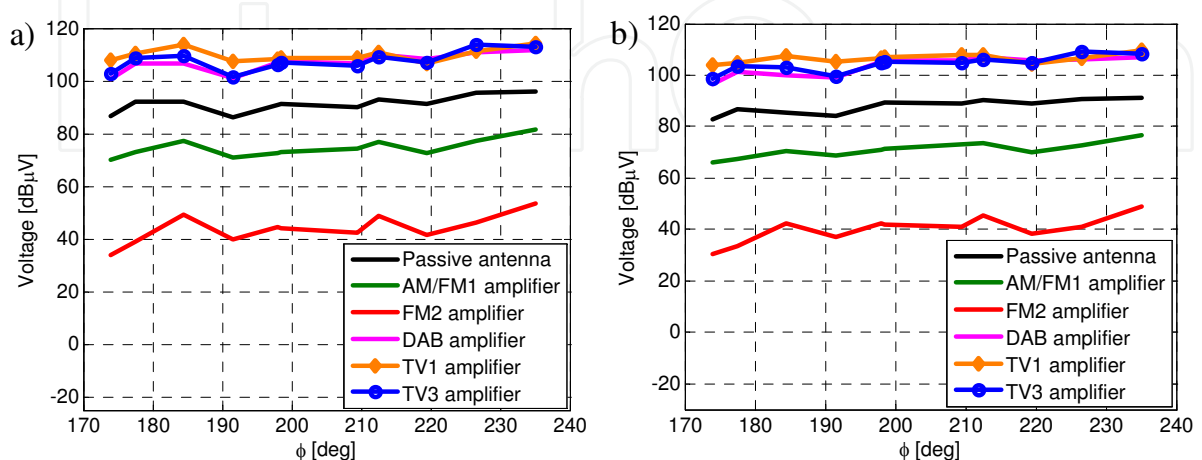 a)
Voltage [dBµV]
120
100
80
60
40
20
0
-20
170 180 190 200 210 220 230 240
ϕ [deg]
Passive antenna
AM/FM1 amplifier
FM2 amplifier
DAB amplifier
TV1 amplifier
TV3 amplifier
b)
Voltage [dBµV]
120
100
80
60
40
20
0
-20
170 180 190 200 210 220 230 240
ϕ [deg]
Passive antenna
AM/FM1 amplifier
FM2 amplifier
DAB amplifier
TV1 amplifier
TV3 amplifier